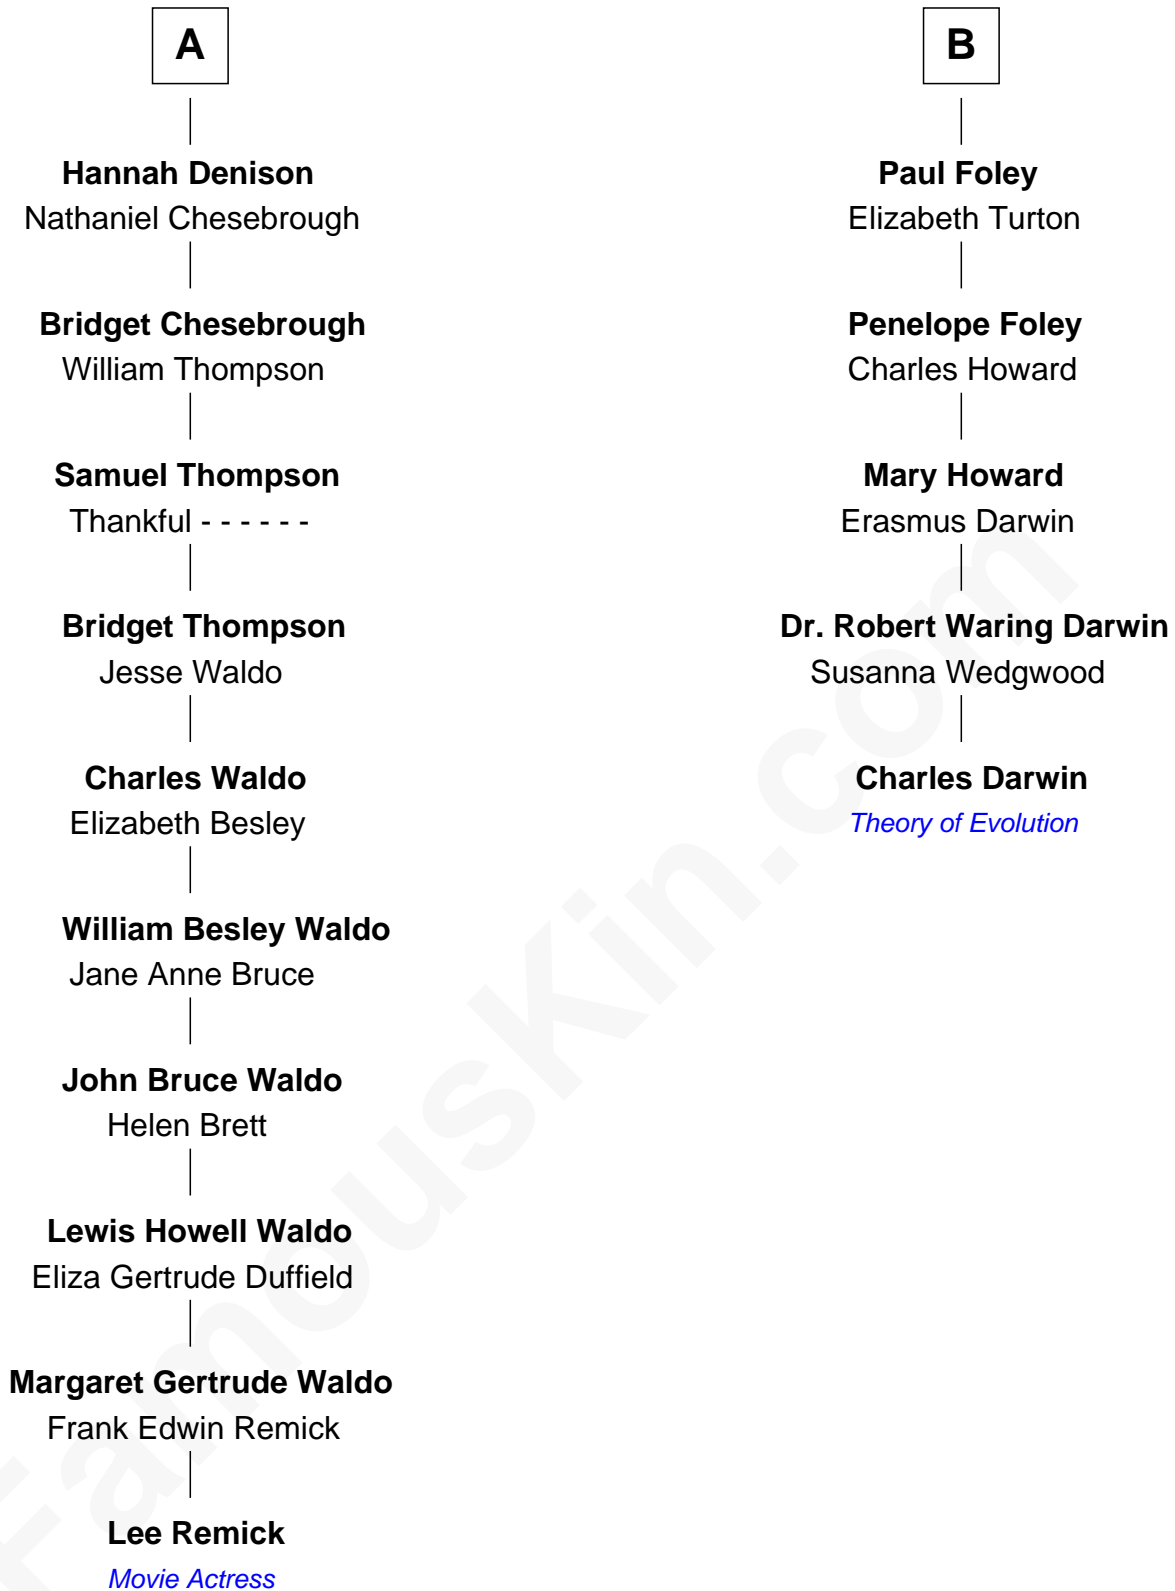 A
Hannah Denison
Nathaniel Chesebrough
Bridget Chesebrough
William Thompson
Samuel Thompson
Thankful - - - - - -
Bridget Thompson
Jesse Waldo
Charles Waldo
Elizabeth Besley
William Besley Waldo
Jane Anne Bruce
John Bruce Waldo
Helen Brett
Lewis Howell Waldo
Eliza Gertrude Duffield
Margaret Gertrude Waldo
Frank Edwin Remick
Lee Remick
Movie Actress
B
Paul Foley
Elizabeth Turton
Penelope Foley
Charles Howard
Mary Howard
Erasmus Darwin
Dr. Robert Waring Darwin
Susanna Wedgwood
Charles Darwin
Theory of Evolution
FamousKin.com